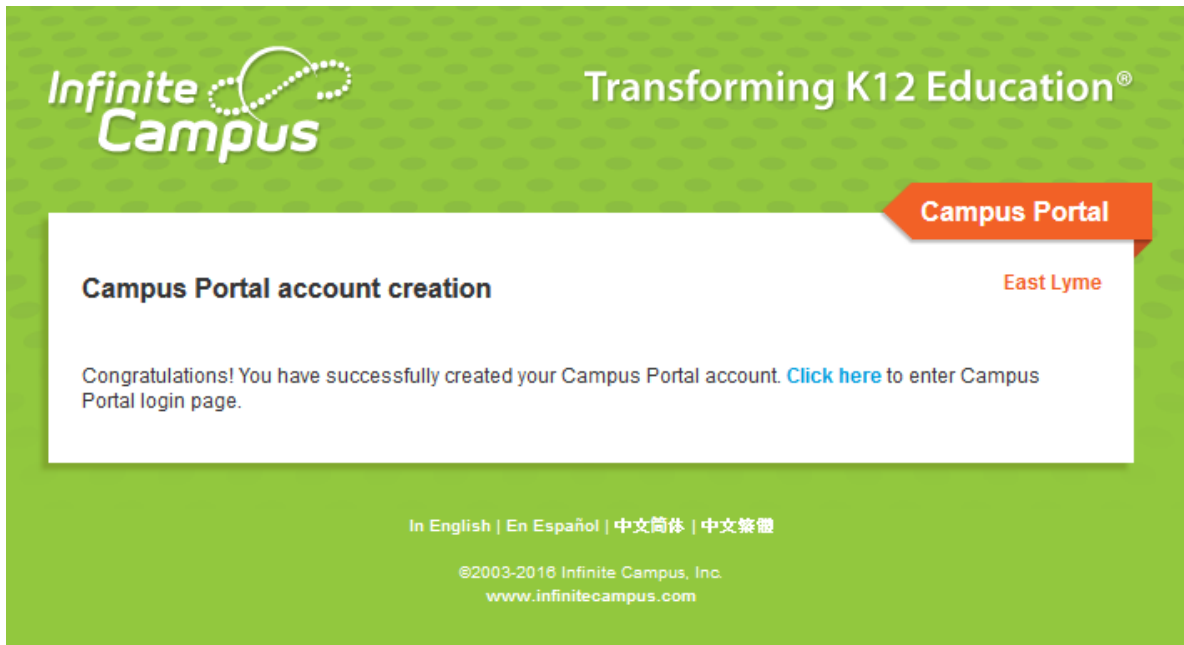 Infinite
Campus
Transforming K12 Education®
Campus Portal
Campus Portal account creation
East Lyme
Congratulations! You have successfully created your Campus Portal account. Click here to enter Campus
Portal login page.
In English | En Español | 中文简体 | 中文繁體
©2003-2016 Infinite Campus, Inc.
www.infinitecampus.com